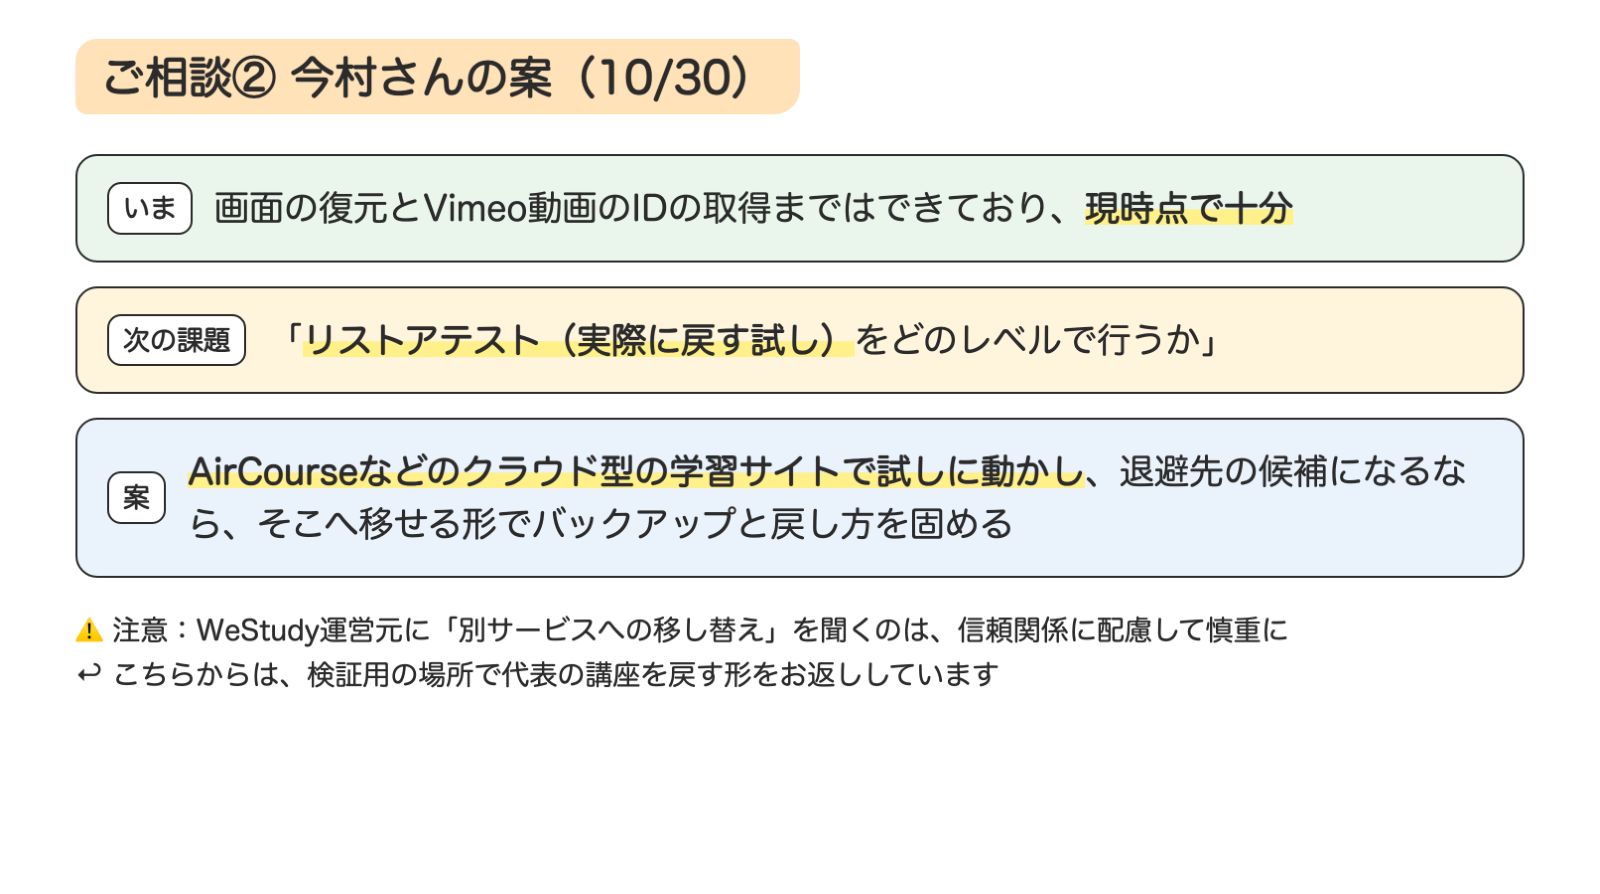 ご相談② 今村さんの案（10/30）
いま 画面の復元とVimeo動画のIDの取得まではできており、現時点で十分
次の課題 「リストアテスト（実際に戻す試し）をどのレベルで行うか」
案 AirCourseなどのクラウド型の学習サイトで試しに動かし、退避先の候補になるな
ら、そこへ移せる形でバックアップと戻し方を固める
⚠️ 注意：WeStudy運営元に「別サービスへの移し替え」を聞くのは、信頼関係に配慮して慎重に
↩ こちらからは、検証用の場所で代表の講座を戻す形をお返ししています